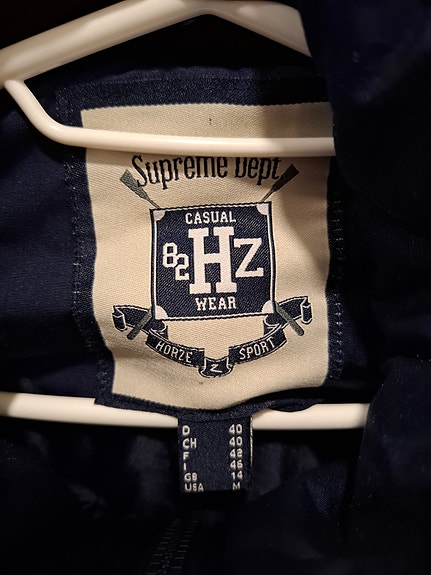 Supreme Dept
CASUAL
82 HZ
WEAR
HORZE Z SPORT
D 40
CH 40
F 42
I 46
GB 14
USA M